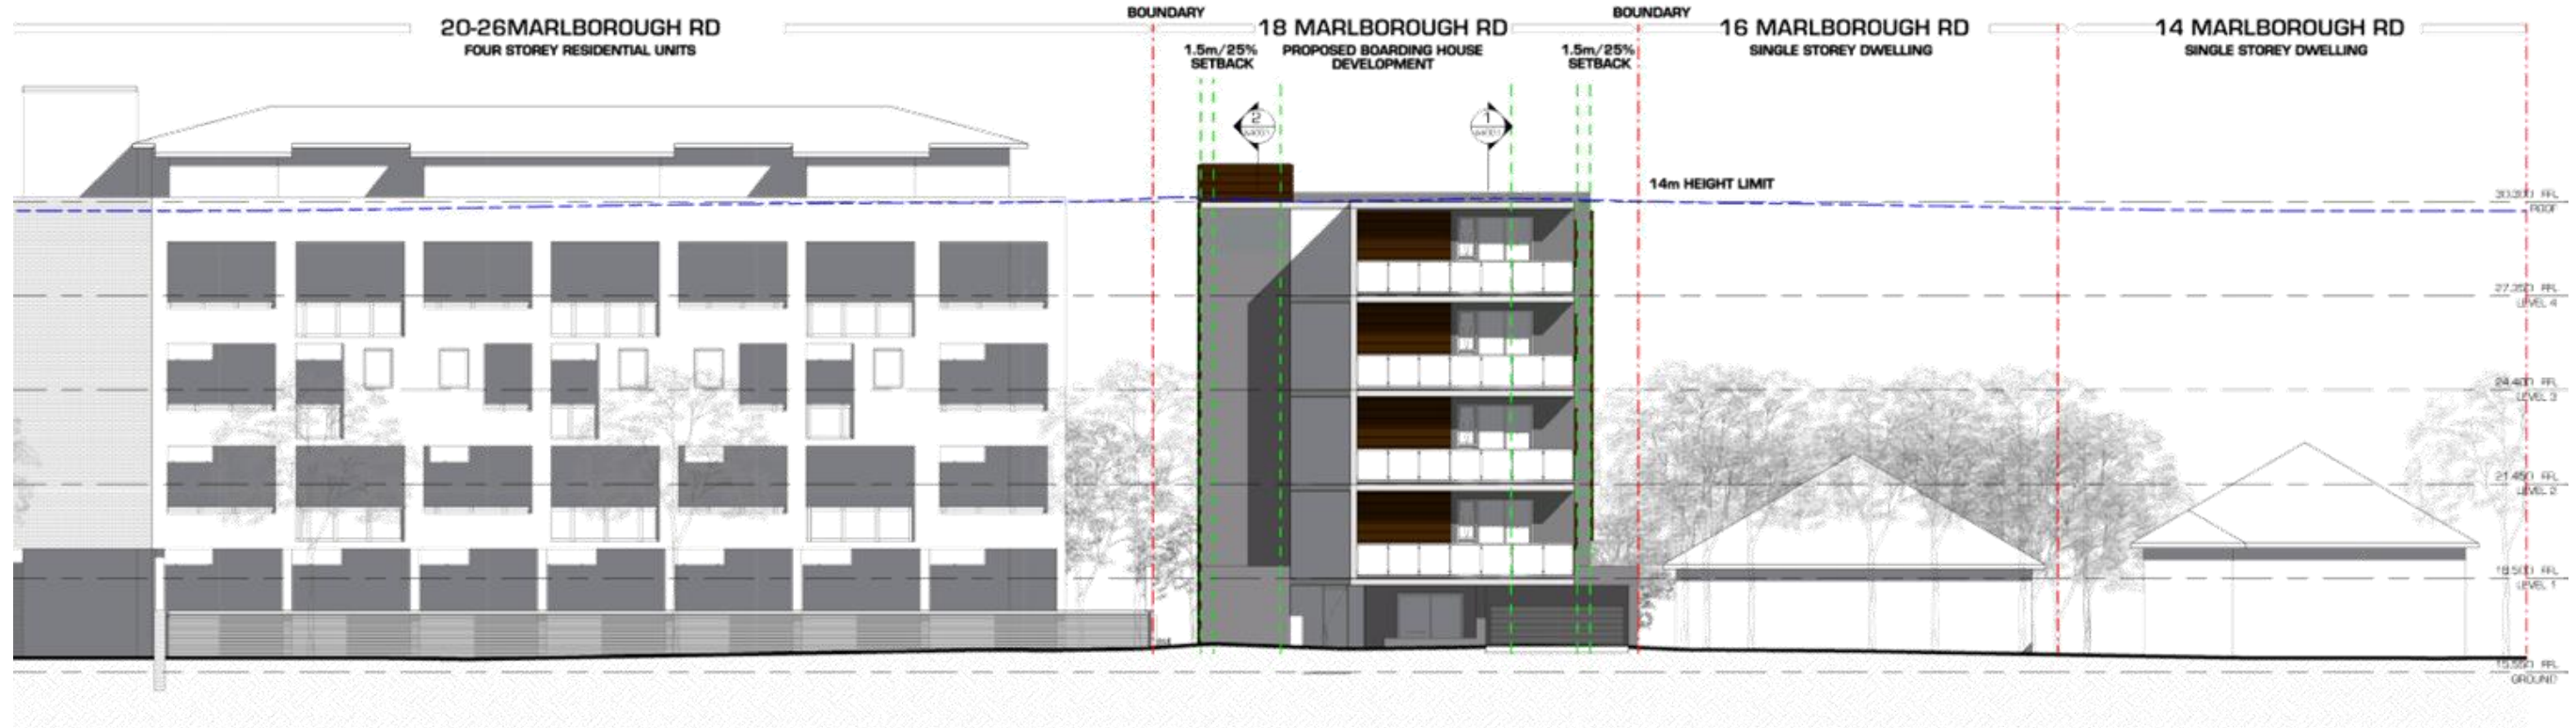 20-26MARLBOROUGH RD
FOUR STOREY RESIDENTIAL UNITS
BOUNDARY
1.5m/25%
SETBACK
18 MARLBOROUGH RD
PROPOSED BOARDING HOUSE
DEVELOPMENT
BOUNDARY
1.5m/25%
SETBACK
16 MARLBOROUGH RD
SINGLE STOREY DWELLING
14 MARLBOROUGH RD
SINGLE STOREY DWELLING
2
1
14m HEIGHT LIMIT
ROOF
LEVEL 4
LEVEL 3
LEVEL 2
LEVEL 1
GROUND